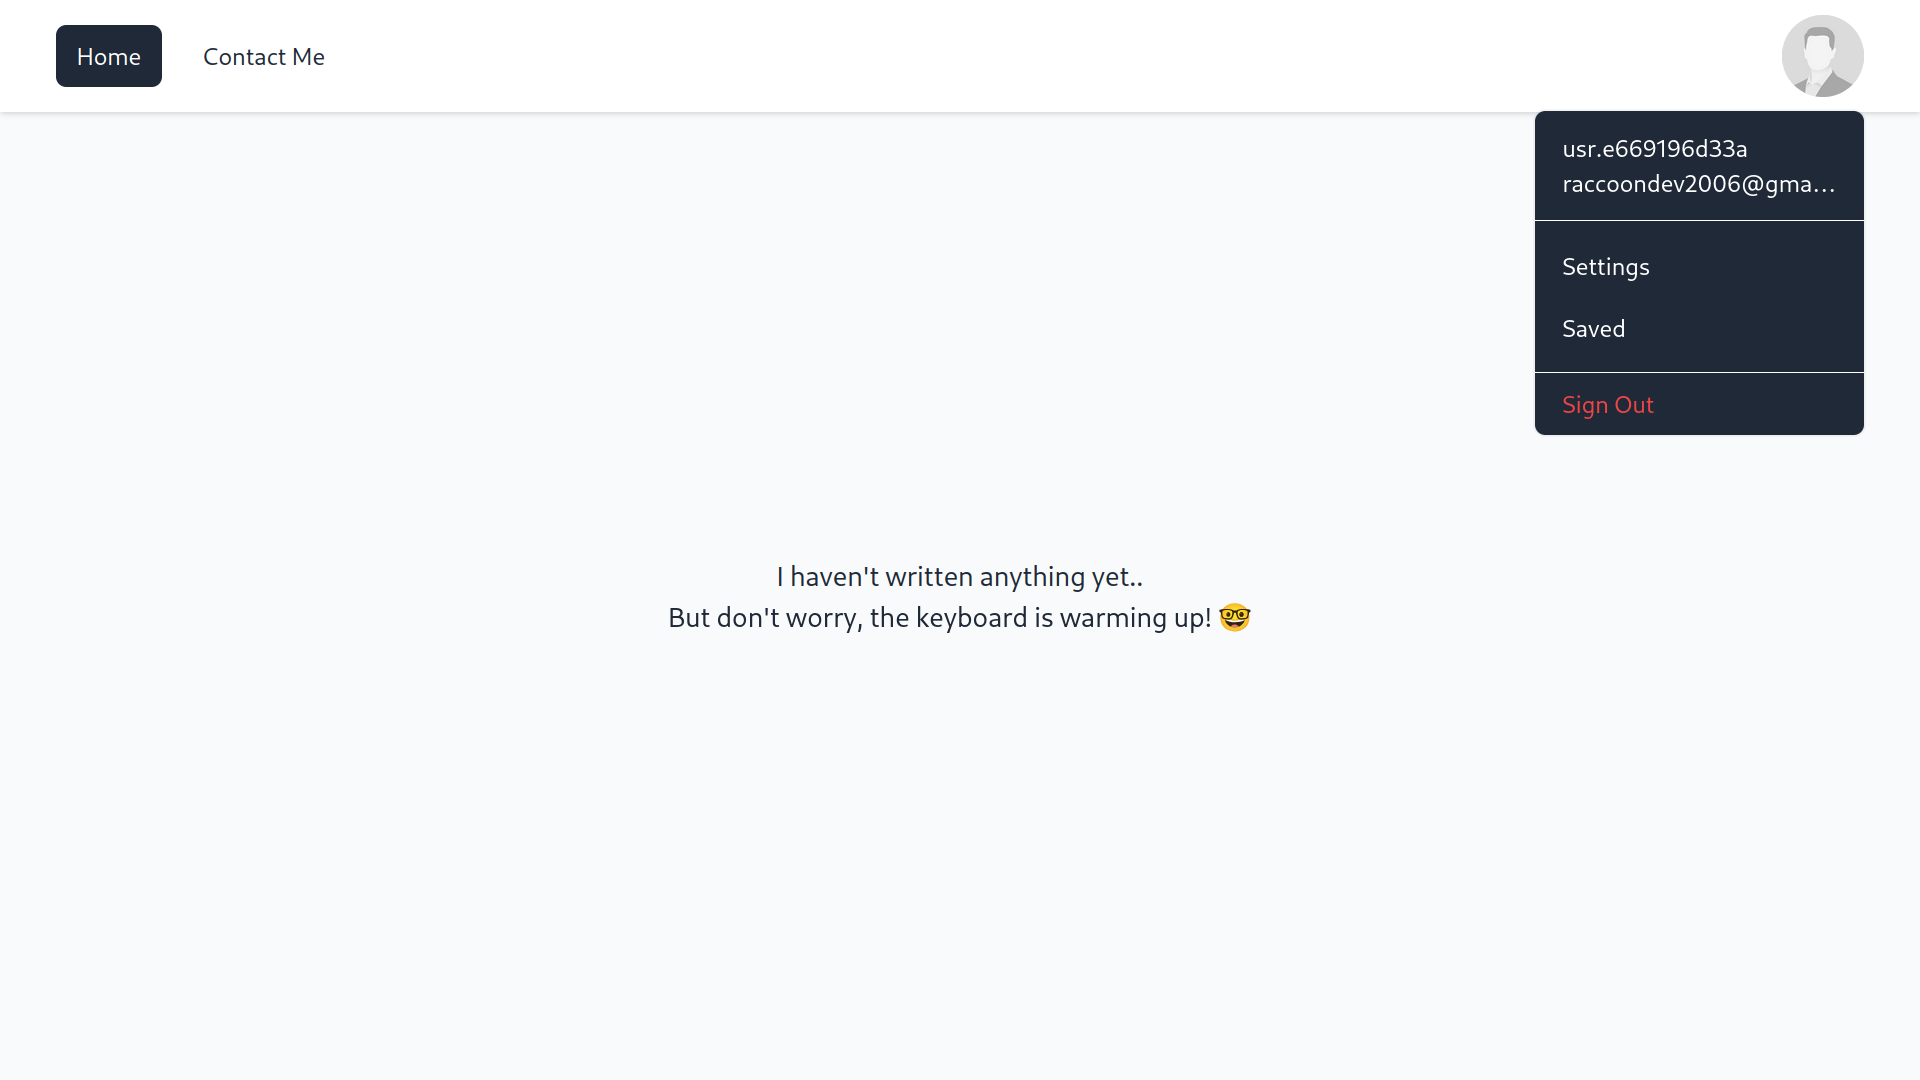 Home
Contact Me
usr.e669196d33a
raccoondev2006@gma...
Settings
Saved
Sign Out
I haven't written anything yet..
But don't worry, the keyboard is warming up! 🤓